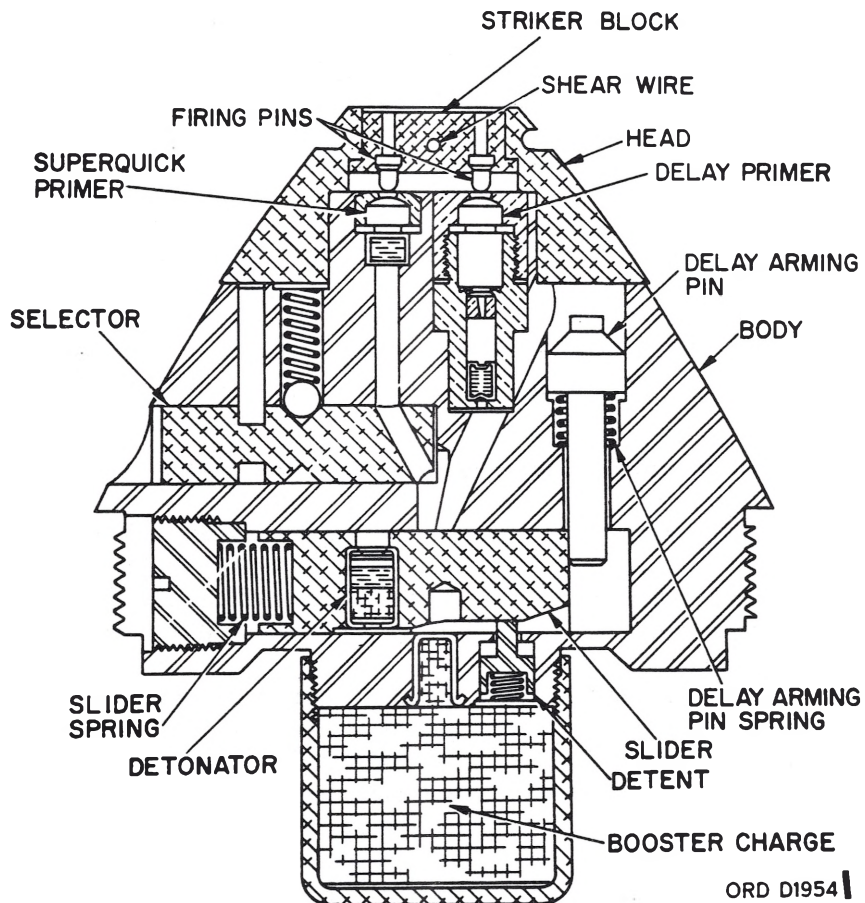 STRIKER BLOCK
SHEAR WIRE
FIRING PINS
HEAD
SUPERQUICK
PRIMER
DELAY PRIMER
DELAY ARMING
PIN
SELECTOR
BODY
SLIDER
SPRING
DELAY ARMING
PIN SPRING
DETONATOR
SLIDER
DETENT
BOOSTER CHARGE
ORD D1954